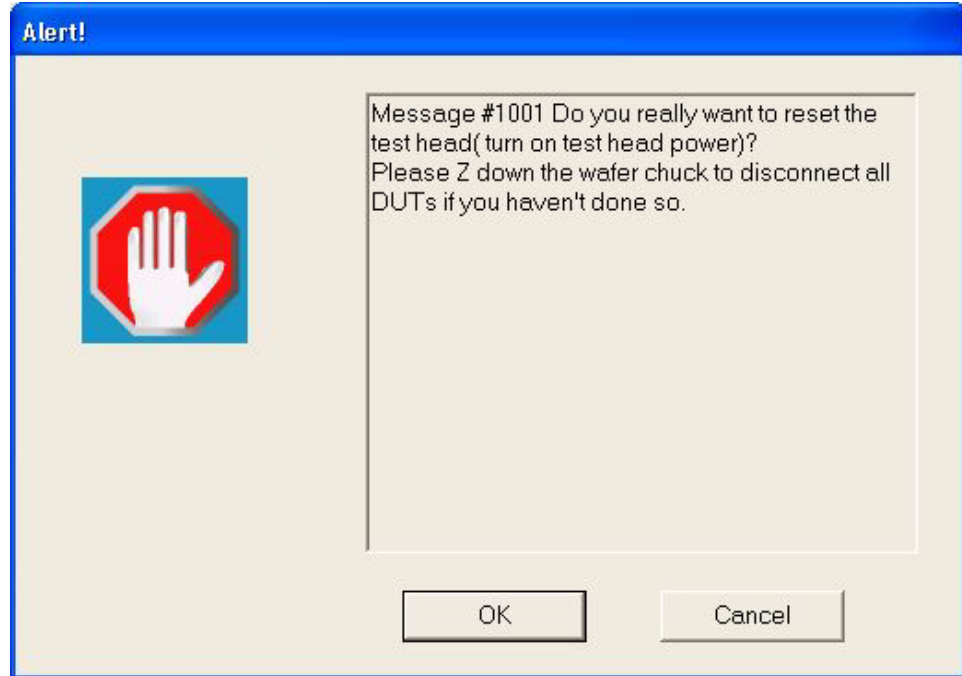 Alert!
Message #1001 Do you really want to reset the
test head( turn on test head power)?
Please Z down the wafer chuck to disconnect all
DUTs if you haven't done so.
OK
Cancel